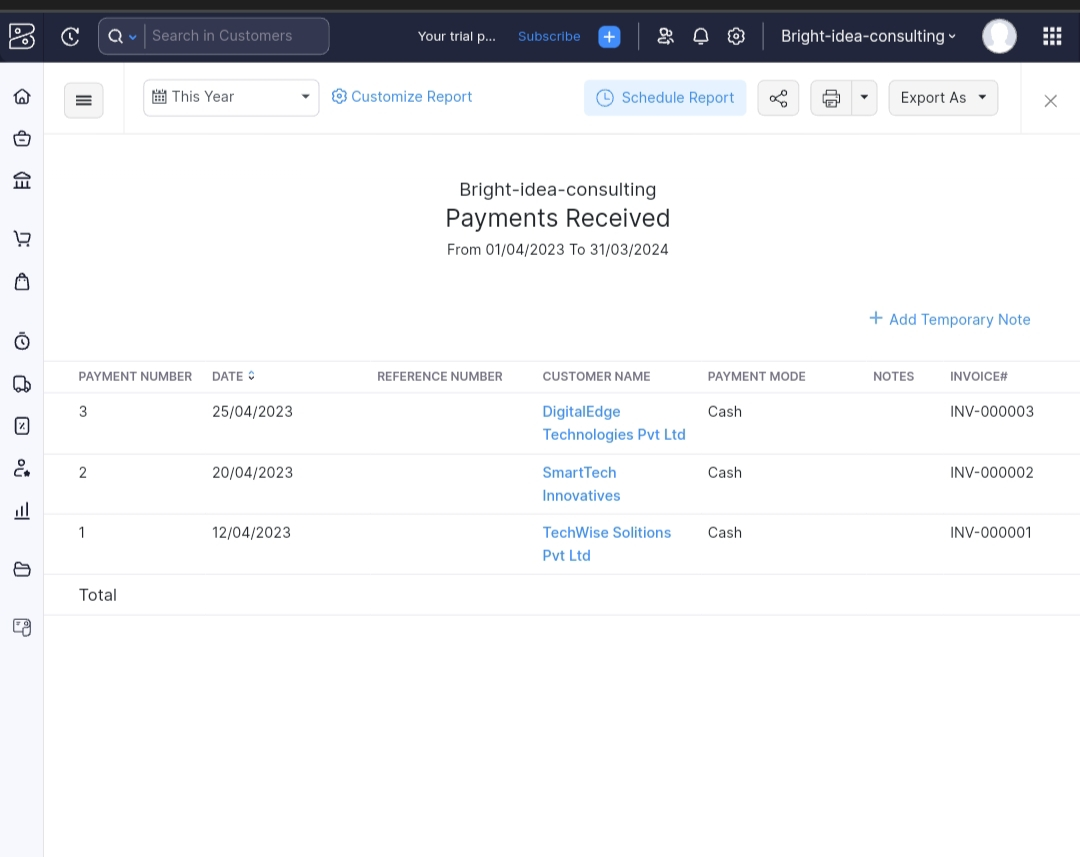 Search in Customers
Your trial p...
Subscribe
Bright-idea-consulting
This Year
Customize Report
Schedule Report
Export As
Bright-idea-consulting
Payments Received
From 01/04/2023 To 31/03/2024
Add Temporary Note
PAYMENT NUMBER DATE REFERENCE NUMBER CUSTOMER NAME PAYMENT MODE NOTES INVOICE#
3 25/04/2023 DigitalEdge Cash INV-000003
Technologies Pvt Ltd
2 20/04/2023 SmartTech Cash INV-000002
Innovatives
1 12/04/2023 TechWise Solitions Cash INV-000001
Pvt Ltd
Total